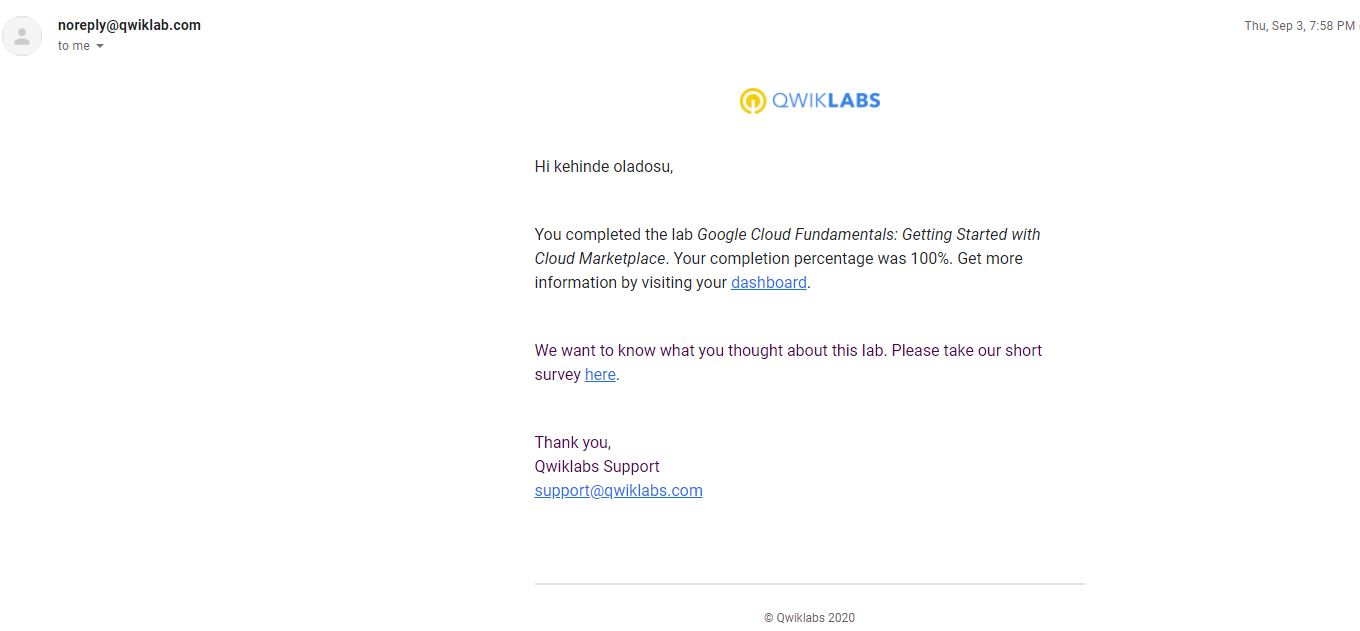 noreply@qwiklab.com
Thu, Sep 3, 7:58 PM
to me
QWIKLABS
Hi kehinde oladosu,
You completed the lab Google Cloud Fundamentals: Getting Started with
Cloud Marketplace. Your completion percentage was 100%. Get more
information by visiting your dashboard.
We want to know what you thought about this lab. Please take our short
survey here.
Thank you,
Qwiklabs Support
support@qwiklabs.com
© Qwiklabs 2020